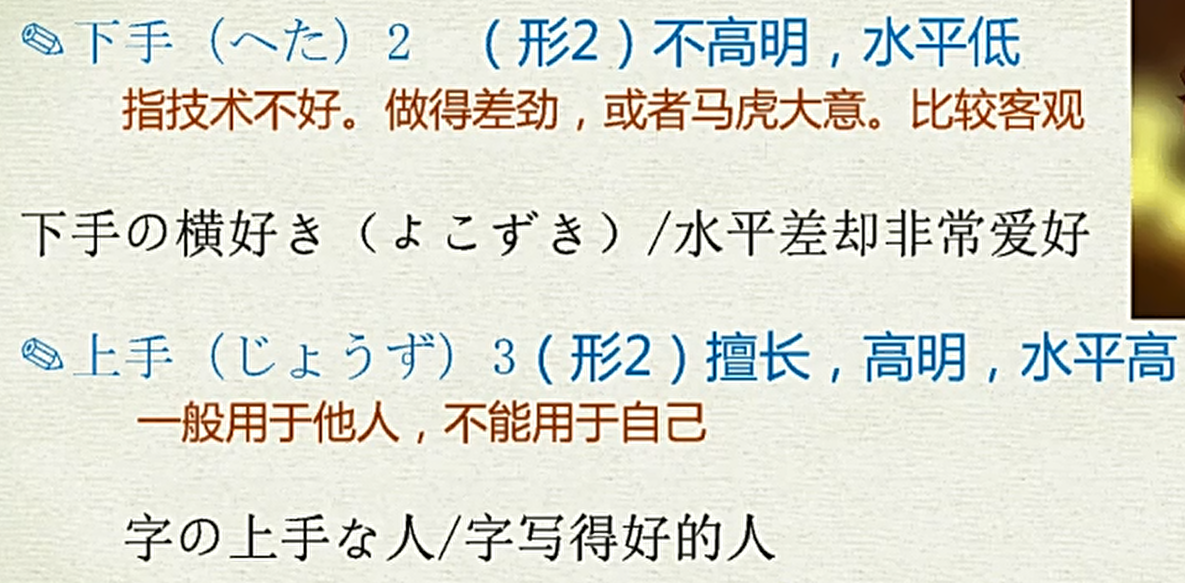 下手（へた）2　（形2）不高明，水平低
指技术不好。做得差劲，或者马虎大意。比较客观
下手の横好き（よこずき）/水平差却非常爱好
上手（じょうず）3（形2）擅长，高明，水平高
一般用于他人，不能用于自己
字の上手な人/字写得好的人